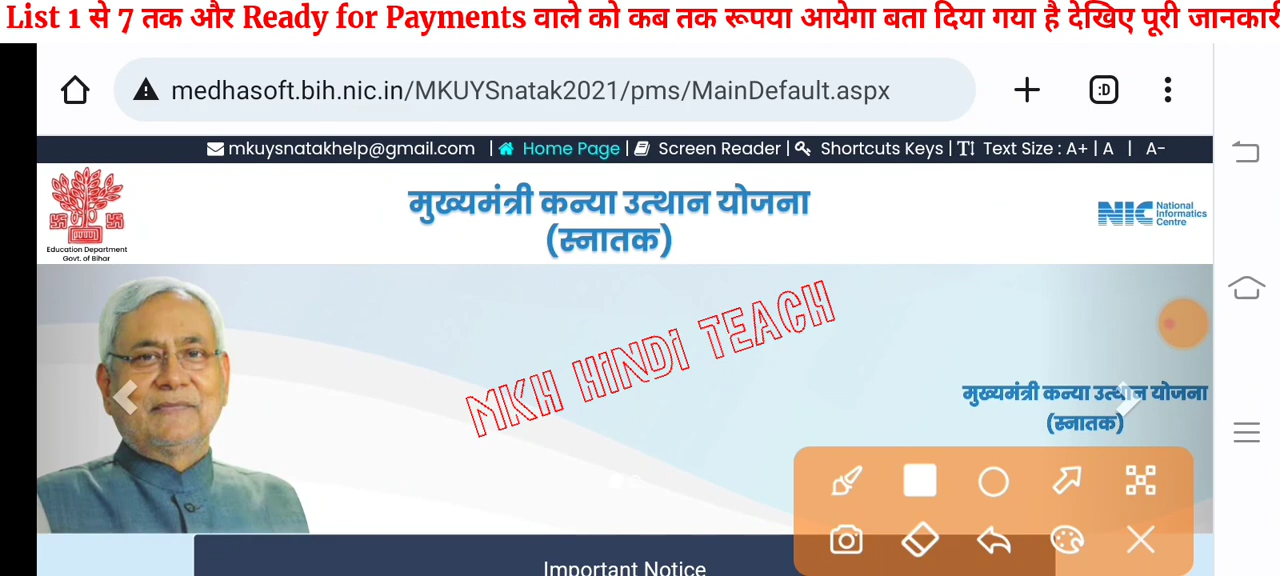 List 1 से 7 तक और Ready for Payments वाले को कब तक रूपया आयेगा बता दिया गया है देखिए पूरी जानकारी
medhasoft.bih.nic.in/MKUYSnatak2021/pms/MainDefault.aspx
:D
mkuysnatakhelp@gmail.com | Home Page | Screen Reader | Shortcuts Keys | Text Size : A+ | A | A-
Education Department
Govt. of Bihar
मुख्यमंत्री कन्या उत्थान योजना
(स्नातक)
NIC National
Informatics
Centre
MKH HINDI TEACH
मुख्यमंत्री कन्या उत्थान योजना
(स्नातक)
Important Notice